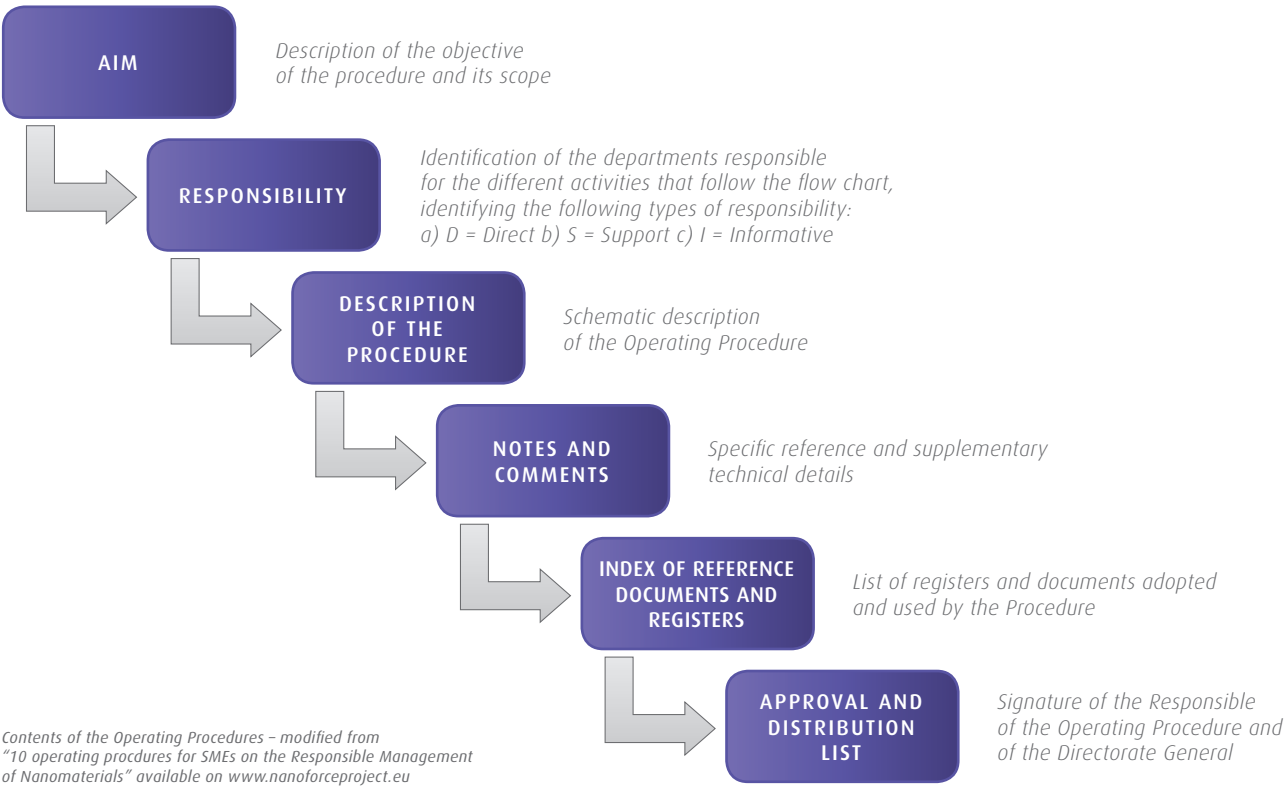 AIM
Description of the objective
of the procedure and its scope
RESPONSIBILITY
Identification of the departments responsible
for the different activities that follow the flow chart,
identifying the following types of responsibility:
a) D = Direct b) S = Support c) I = Informative
DESCRIPTION
OF THE
PROCEDURE
Schematic description
of the Operating Procedure
NOTES AND
COMMENTS
Specific reference and supplementary
technical details
INDEX OF REFERENCE
DOCUMENTS AND
REGISTERS
List of registers and documents adopted
and used by the Procedure
APPROVAL AND
DISTRIBUTION
LIST
Signature of the Responsible
of the Operating Procedure and
of the Directorate General
Contents of the Operating Procedures – modified from
“10 operating procdures for SMEs on the Responsible Management
of Nanomaterials” available on www.nanoforceproject.eu